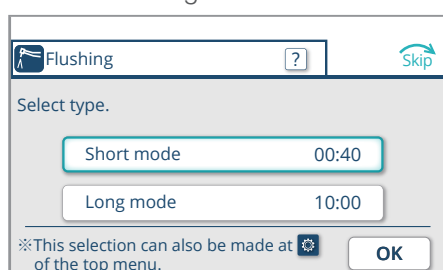 Flushing ? Skip
Select type.
Short mode 00:40
Long mode 10:00
※This selection can also be made at
of the top menu.
OK